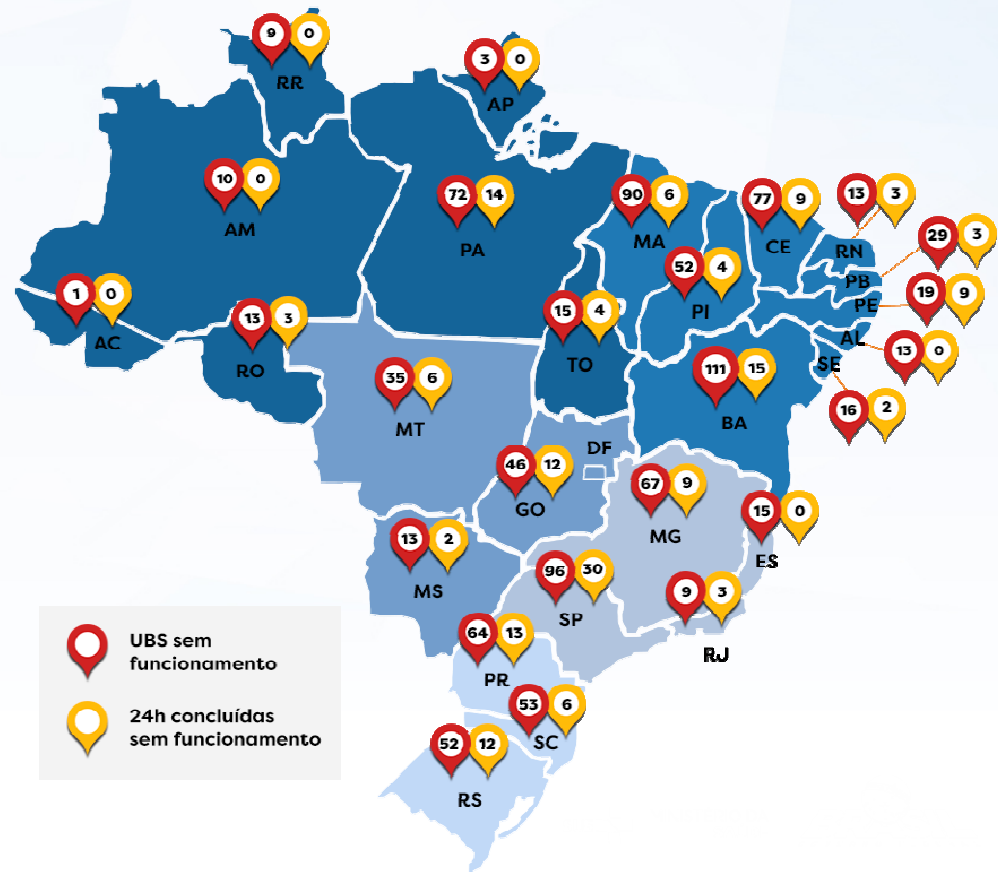 9 0
RR
3 0
AP
10 0
AM
72 14
PA
90 6
MA
77 9
CE
13 3
RN
29 3
PB
52 4
PI
19 9
PE
1 0
AC
13 3
RO
15 4
TO
13 0
AL
16 2
SE
111 15
BA
35 6
MT
DF
46 12
GO
67 9
MG
15 0
ES
13 2
MS
96 30
SP
9 3
RJ
64 13
PR
53 6
SC
52 12
RS
UBS sem
funcionamento
24h concluídas
sem funcionamento